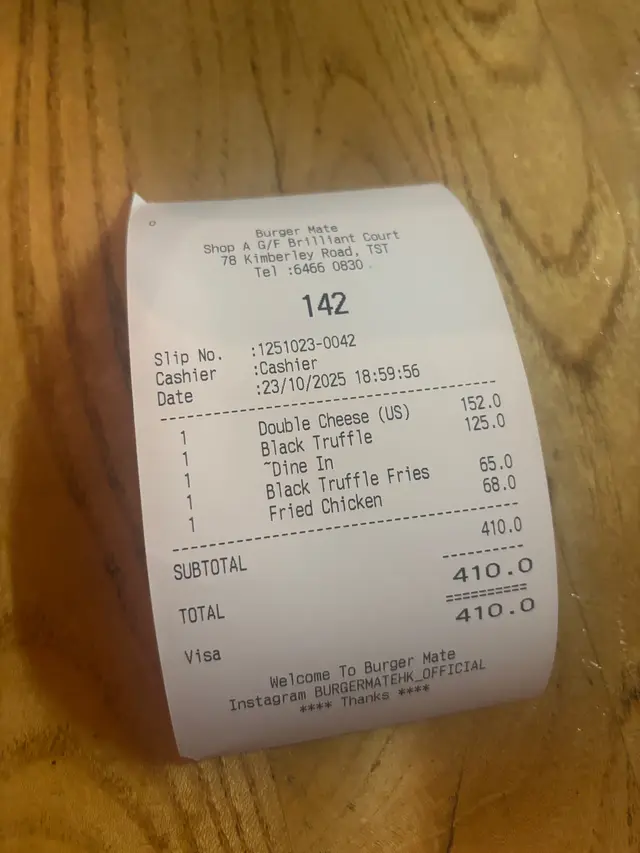 Burger Mate
Shop A G/F Brilliant Court
78 Kimberley Road, TST
Tel :6466 0830
142
Slip No. :1251023-0042
Cashier :Cashier
Date :23/10/2025 18:59:56
1 Double Cheese (US) 152.0
1 Black Truffle 125.0
1 ~Dine In
1 Black Truffle Fries 65.0
1 Fried Chicken 68.0
SUBTOTAL 410.0
TOTAL 410.0
Visa 410.0
Welcome To Burger Mate
Instagram BURGERMATEHK_OFFICIAL
**** Thanks ****